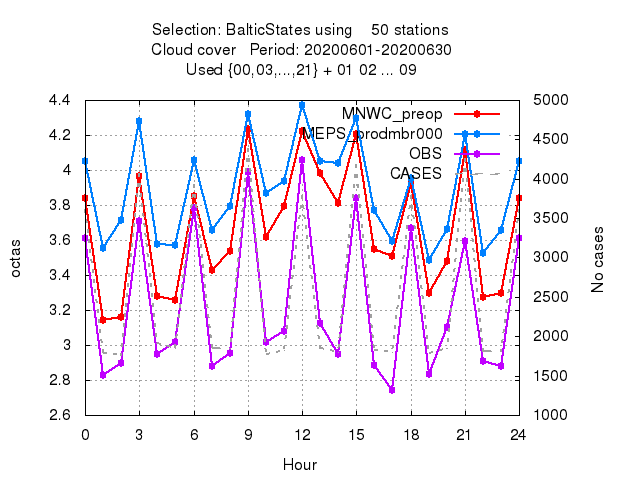 Selection: BalticStates using    50 stations
Cloud cover   Period: 20200601-20200630
Used {00,03,...,21} + 01 02 ... 09
MNWC_preop
MEPS_prodmbr000
OBS
CASES
4.4
4.2
4
3.8
3.6
3.4
3.2
3
2.8
2.6
octas
5000
4500
4000
3500
3000
2500
2000
1500
1000
No cases
0 3 6 9 12 15 18 21 24
Hour